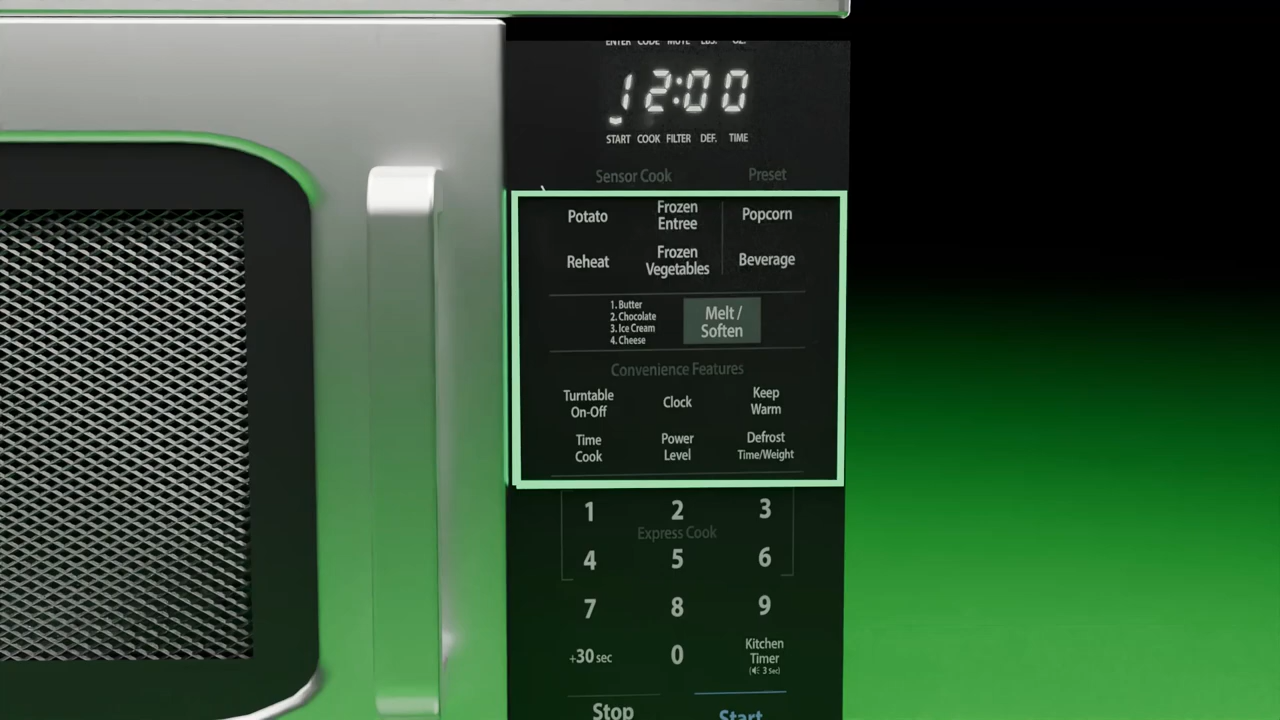 ENTER CODE MUTE LBS. OZ.
12:00
START COOK FILTER DEF. TIME
Sensor Cook Preset
Potato Frozen Entree Popcorn
Reheat Frozen Vegetables Beverage
1. Butter
2. Chocolate
3. Ice Cream
4. Cheese
Melt /
Soften
Convenience Features
Turntable On-Off Clock Keep Warm
Time Cook Power Level Defrost Time/Weight
1 2 3
Express Cook
4 5 6
7 8 9
+30 sec 0 Kitchen Timer
(3 Sec)
Stop Start